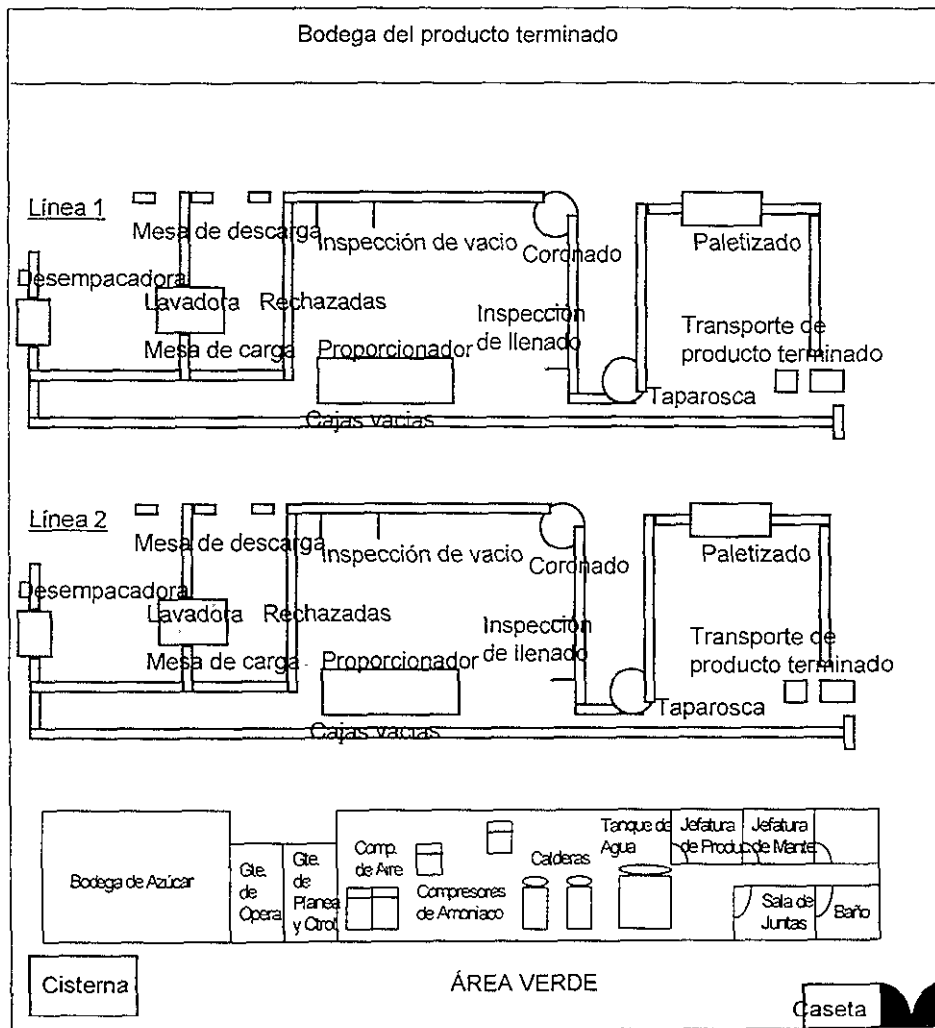 Bodega del producto terminado
Línea 1
Mesa de descarga
Inspección de vacio
Coronado
Paletizado
Desempacadora
Lavadora
Rechazadas
Inspección
de llenado
Transporte de
producto terminado
Mesa de carga
Proporcionador
Taparosca
Cajas vacias
Línea 2
Mesa de descarga
Inspección de vacio
Coronado
Paletizado
Desempacadora
Lavadora
Rechazadas
Inspección
de llenado
Transporte de
producto terminado
Mesa de carga
Proporcionador
Taparosca
Cajas vacias
Bodega de Azúcar
Gte.
de
Opera
Gte.
de
Planea
y Ctrol
Comp.
de Aire
Compresores
de Amoniaco
Calderas
Tanque de
Agua
Jefatura
de Produc
Jefatura
de Mante
Sala de
Juntas
Baño
Cisterna
ÁREA VERDE
Caseta